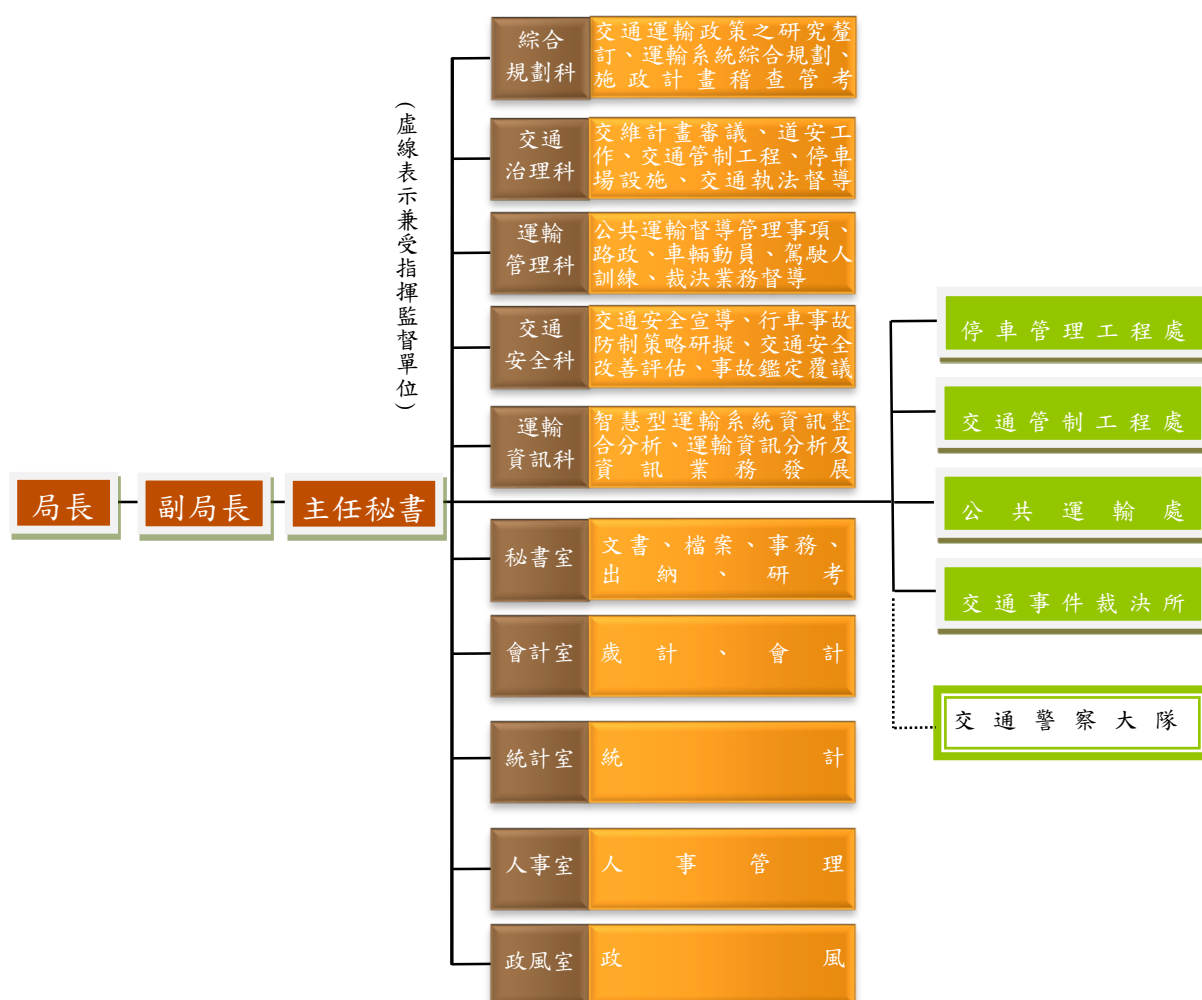 (虛線表示兼受指揮監督單位)
局長
副局長
主任秘書
綜合
規劃科
交通運輸政策之研究釐
訂、運輸系統綜合規劃、
施政計畫稽查管考
交通
治理科
交維計畫審議、道安工
作、交通管制工程、停車
場設施、交通執法督導
運輸
管理科
公共運輸督導管理事項、
路政、車輛動員、駕駛人
訓練、裁決業務督導
交通
安全科
交通安全宣導、行車事故
防制策略研擬、交通安全
改善評估、事故鑑定覆議
運輸
資訊科
智慧型運輸系統資訊整
合分析、運輸資訊分析及
資訊業務發展
秘書室
文書、檔案、事務、
出納、研考
會計室
歲計、會計
統計室
統計
人事室
人事管理
政風室
政風
停車管理工程處
交通管制工程處
公共運輸處
交通事件裁決所
交通警察大隊